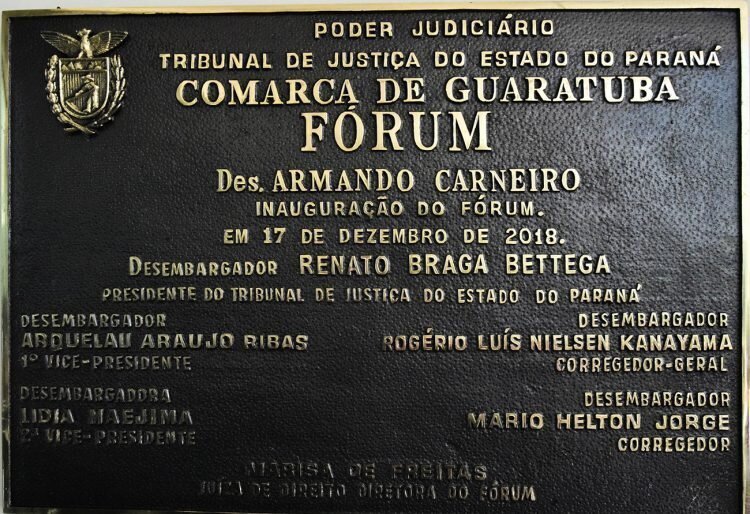 PODER JUDICIÁRIO
TRIBUNAL DE JUSTIÇA DO ESTADO DO PARANÁ
COMARCA DE GUARATUBA
FÓRUM
Des. ARMANDO CARNEIRO
INAUGURAÇÃO DO FÓRUM.
EM 17 DE DEZEMBRO DE 2018.
DESEMBARGADOR RENATO BRAGA BETTEGA
PRESIDENTE DO TRIBUNAL DE JUSTIÇA DO ESTADO DO PARANÁ
DESEMBARGADOR
ARQUELAU ARAUJO RIBAS
1º VICE-PRESIDENTE
DESEMBARGADOR
ROGÉRIO LUÍS NIELSEN KANAYAMA
CORREGEDOR-GERAL
DESEMBARGADORA
LIDIA MAEJIMA
2ª VICE-PRESIDENTE
DESEMBARGADOR
MARIO HELTON JORGE
CORREGEDOR
MARISA DE FREITAS
JUIZA DE DIREITO DIRETORA DO FÓRUM